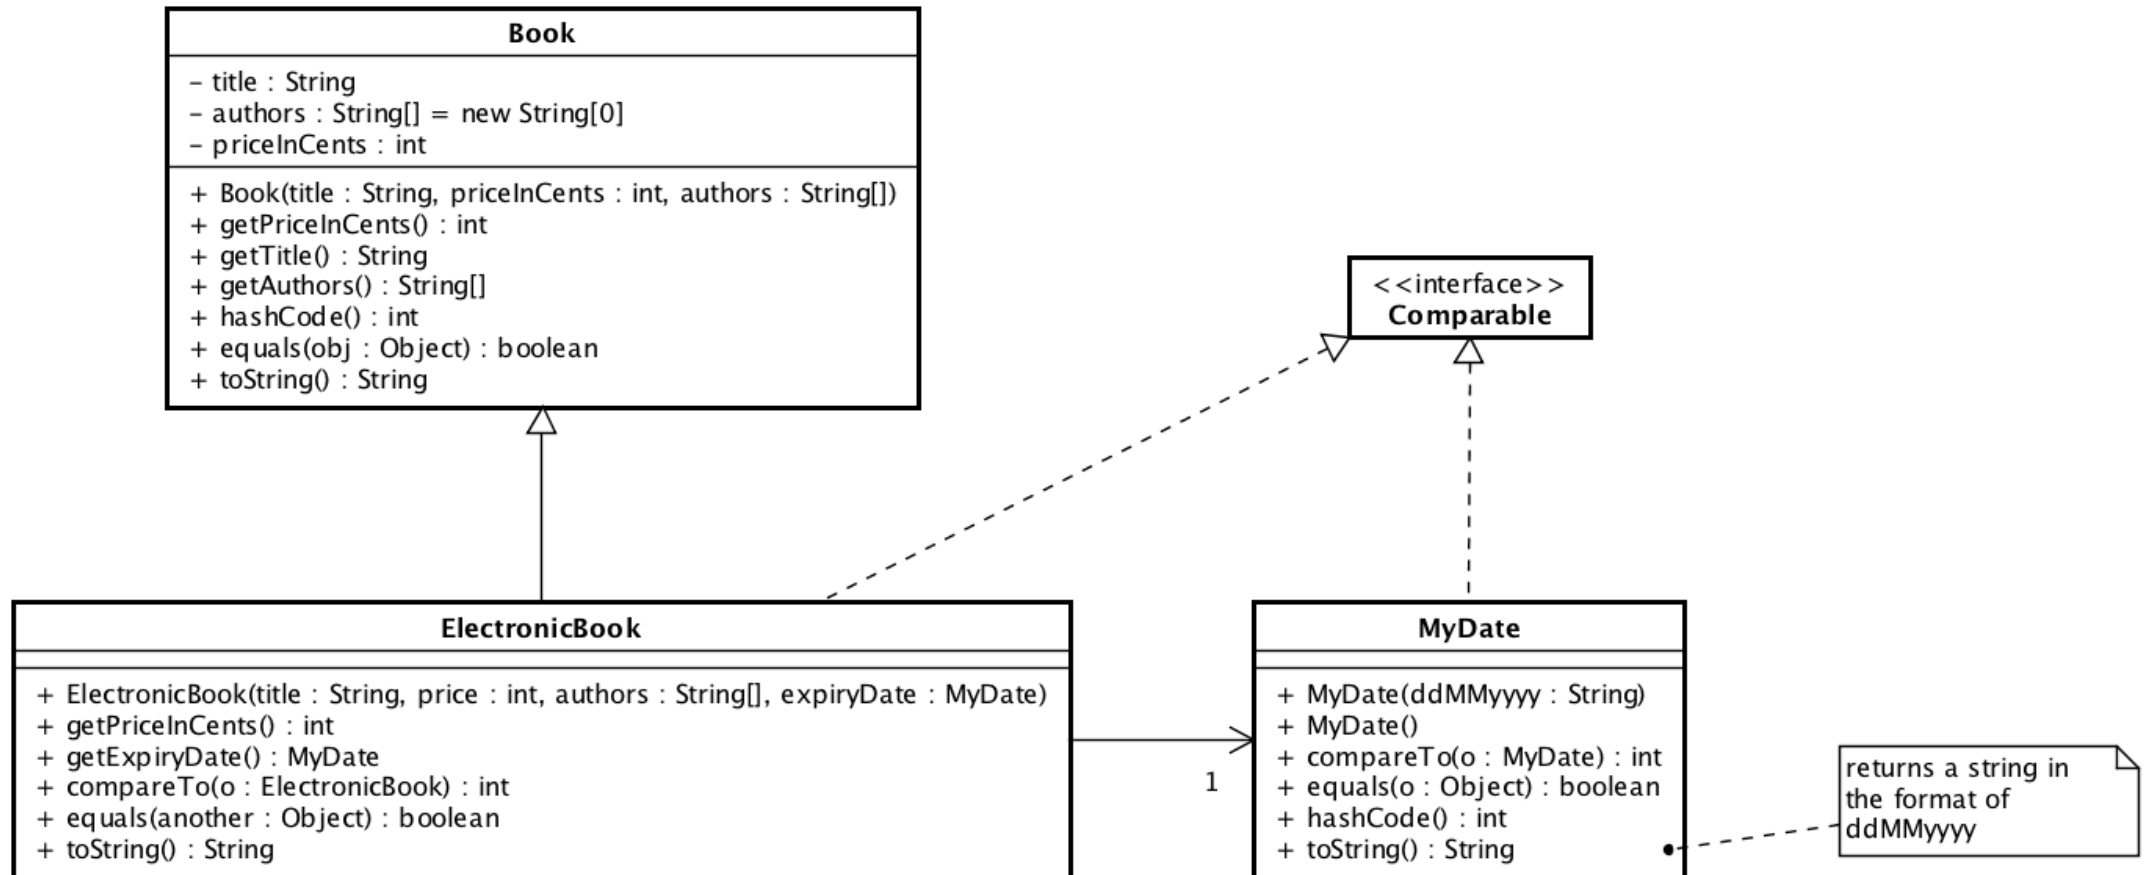 Book
– title : String
– authors : String[] = new String[0]
– priceInCents : int
+ Book(title : String, priceInCents : int, authors : String[])
+ getPriceInCents() : int
+ getTitle() : String
+ getAuthors() : String[]
+ hashCode() : int
+ equals(obj : Object) : boolean
+ toString() : String
<<interface>>
Comparable
ElectronicBook
+ ElectronicBook(title : String, price : int, authors : String[], expiryDate : MyDate)
+ getPriceInCents() : int
+ getExpiryDate() : MyDate
+ compareTo(o : ElectronicBook) : int
+ equals(another : Object) : boolean
+ toString() : String
1
MyDate
+ MyDate(ddMMyyyy : String)
+ MyDate()
+ compareTo(o : MyDate) : int
+ equals(o : Object) : boolean
+ hashCode() : int
+ toString() : String
returns a string in
the format of
ddMMyyyy